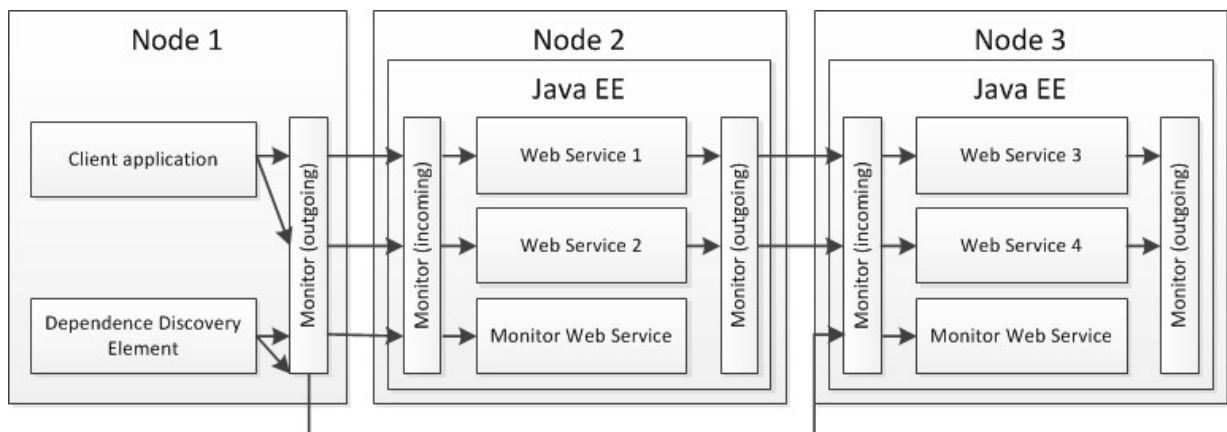 Node 1
Client application
Dependence Discovery
Element
Monitor (outgoing)
Node 2
Java EE
Monitor (incoming)
Web Service 1
Web Service 2
Monitor Web Service
Monitor (outgoing)
Node 3
Java EE
Monitor (incoming)
Web Service 3
Web Service 4
Monitor Web Service
Monitor (outgoing)